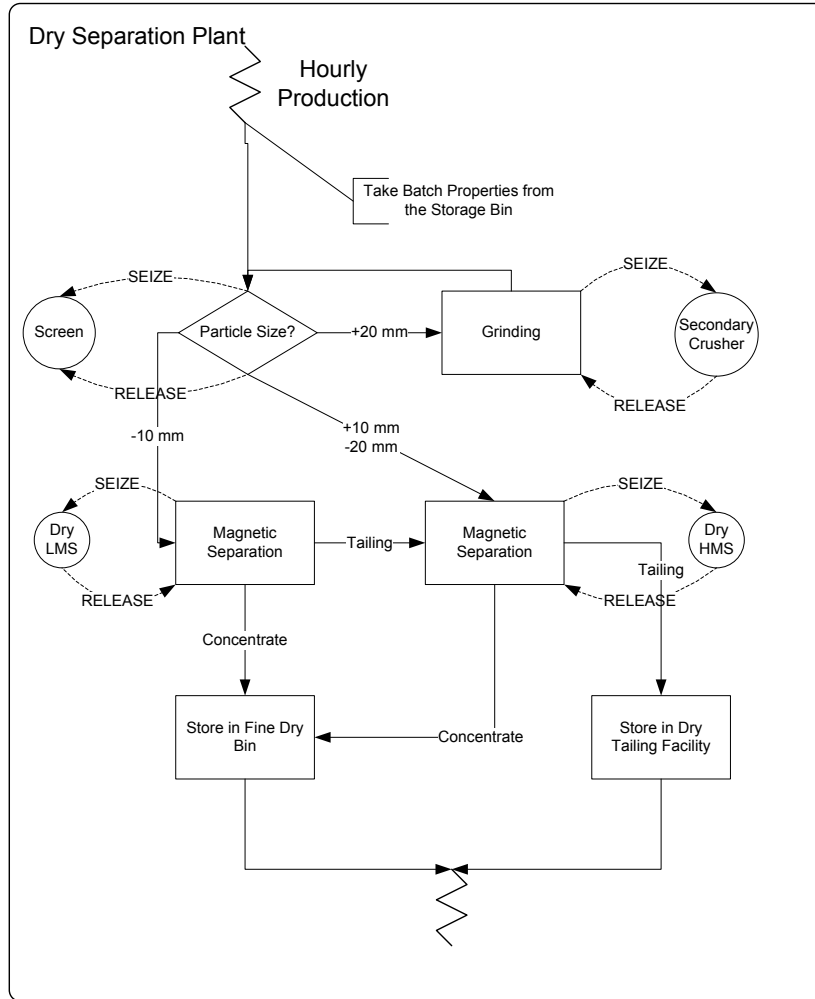 Dry Separation Plant
Hourly
Production
Take Batch Properties from
the Storage Bin
SEIZE
SEIZE
Screen
Particle Size?
+20 mm
Grinding
Secondary
Crusher
RELEASE
RELEASE
-10 mm
+10 mm
-20 mm
SEIZE
SEIZE
Dry
LMS
Magnetic
Separation
Tailing
Magnetic
Separation
Dry
HMS
Tailing
RELEASE
RELEASE
Concentrate
Store in Fine Dry
Bin
Concentrate
Store in Dry
Tailing Facility